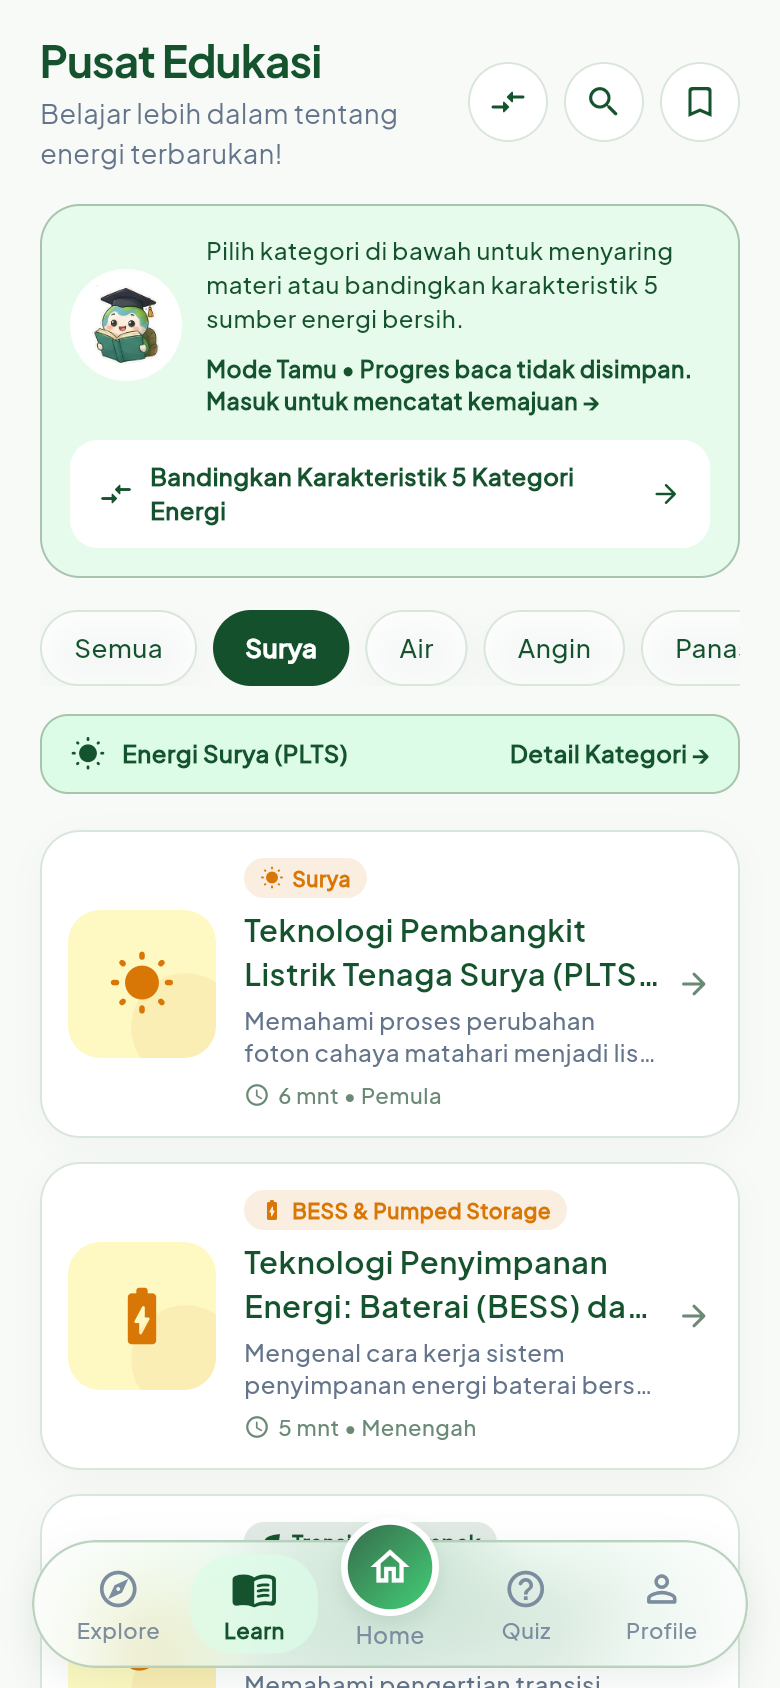 Pusat Edukasi
Belajar lebih dalam tentang
energi terbarukan!
Pilih kategori di bawah untuk menyaring
materi atau bandingkan karakteristik 5
sumber energi bersih.
Mode Tamu • Progres baca tidak disimpan.
Masuk untuk mencatat kemajuan →
Bandingkan Karakteristik 5 Kategori
Energi
Semua
Surya
Air
Angin
Panas
Energi Surya (PLTS)
Detail Kategori →
Surya
Teknologi Pembangkit
Listrik Tenaga Surya (PLTS…
Memahami proses perubahan
foton cahaya matahari menjadi lis…
6 mnt • Pemula
BESS & Pumped Storage
Teknologi Penyimpanan
Energi: Baterai (BESS) da…
Mengenal cara kerja sistem
penyimpanan energi baterai bers…
5 mnt • Menengah
Explore
Learn
Home
Quiz
Profile
Memahami pengertian transisi